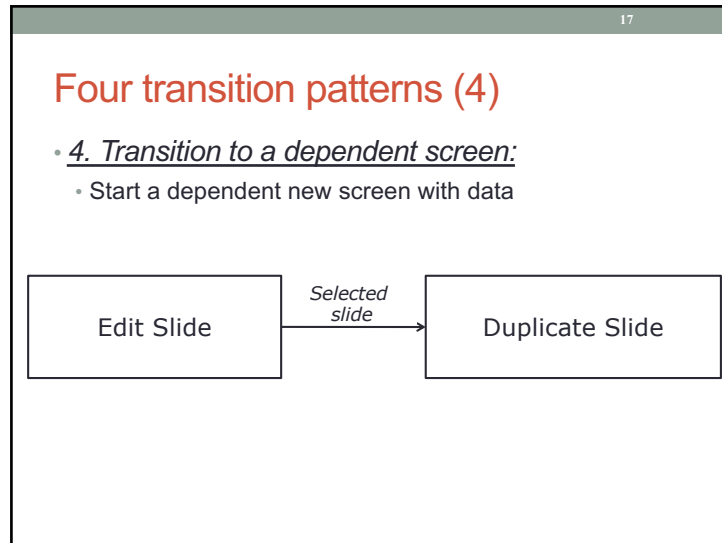 17
Four transition patterns (4)
• 4. Transition to a dependent screen:
• Start a dependent new screen with data
Selected
slide
Edit Slide
Duplicate Slide